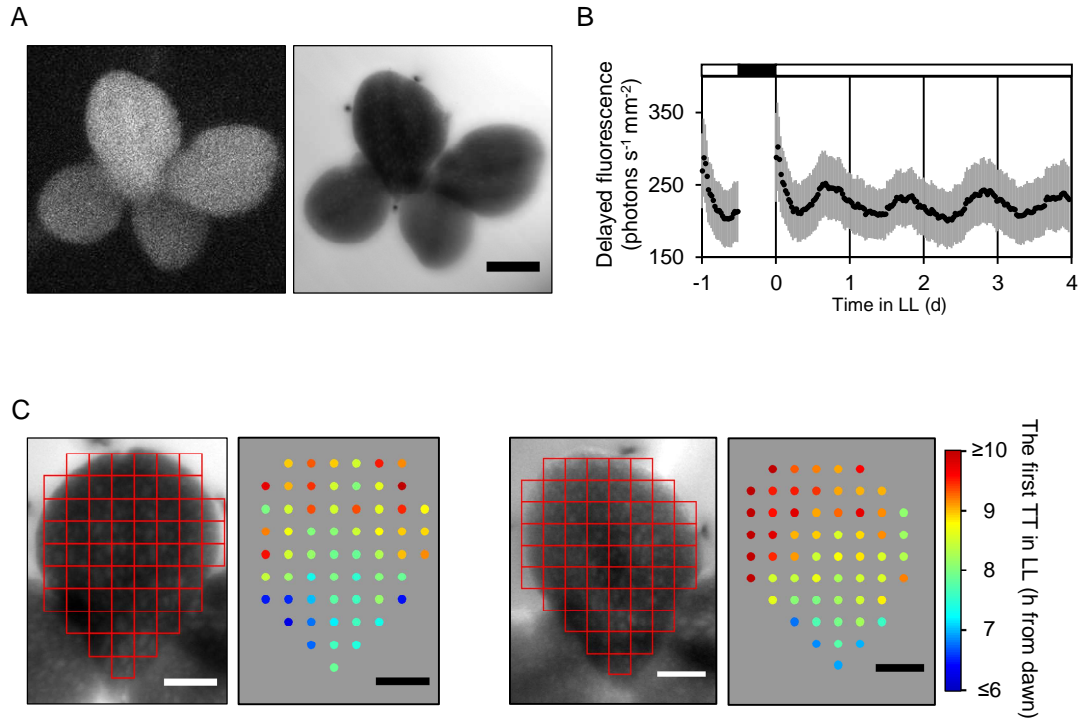 A
B
Delayed fluorescence
(photons s⁻¹ mm⁻²)
350
250
150
-1
0
1
2
3
4
Time in LL (d)
C
≥10
9
8
7
≤6
The first TT in LL (h from dawn)